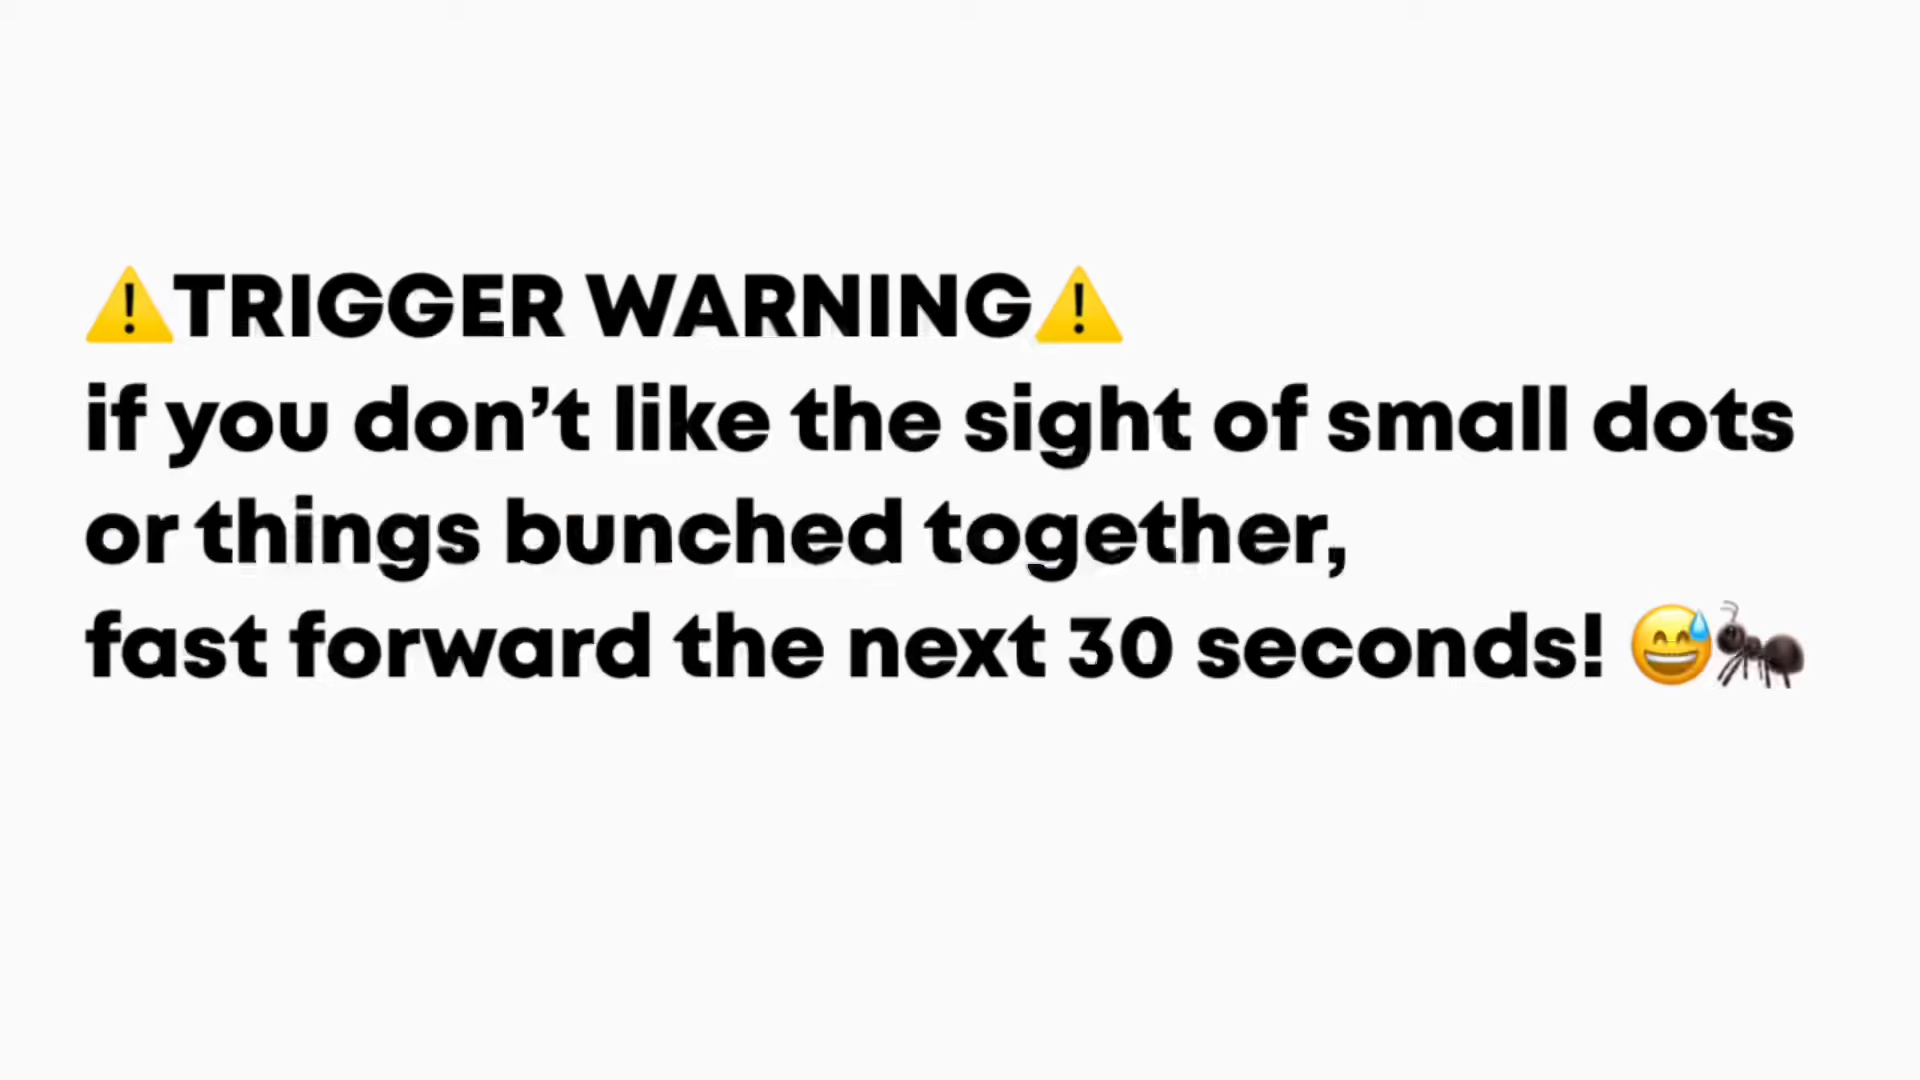 ⚠️TRIGGER WARNING⚠️
if you don’t like the sight of small dots
or things bunched together,
fast forward the next 30 seconds! 😅🐜